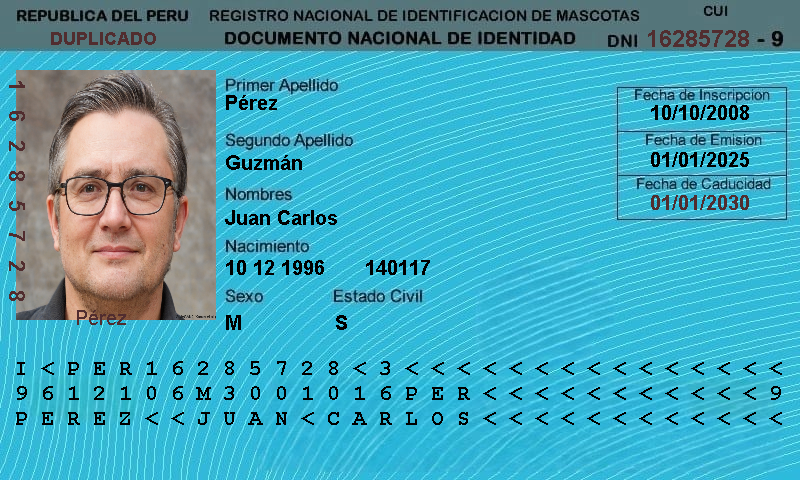 REPUBLICA DEL PERU
DUPLICADO
REGISTRO NACIONAL DE IDENTIFICACION DE MASCOTAS
DOCUMENTO NACIONAL DE IDENTIDAD
CUI
DNI 16285728 - 9
16285728
Primer Apellido
Pérez
Segundo Apellido
Guzmán
Nombres
Juan Carlos
Nacimiento
10 12 1996 140117
Sexo Estado Civil
M S
Fecha de Inscripcion
10/10/2008
Fecha de Emision
01/01/2025
Fecha de Caducidad
01/01/2030
Pérez
I<PER16285728<3<<<<<<<<<<<<<<<
9612106M3001016PER<<<<<<<<<<<9
PEREZ<<JUAN<CARLOS<<<<<<<<<<<<